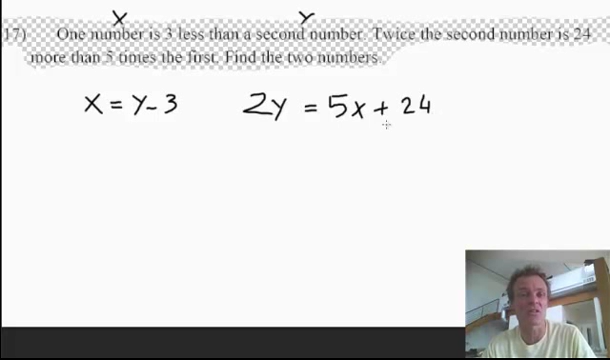 X Y
17) One number is 3 less than a second number. Twice the second number is 24
more than 5 times the first. Find the two numbers.
X = Y - 3 2y = 5x + 24